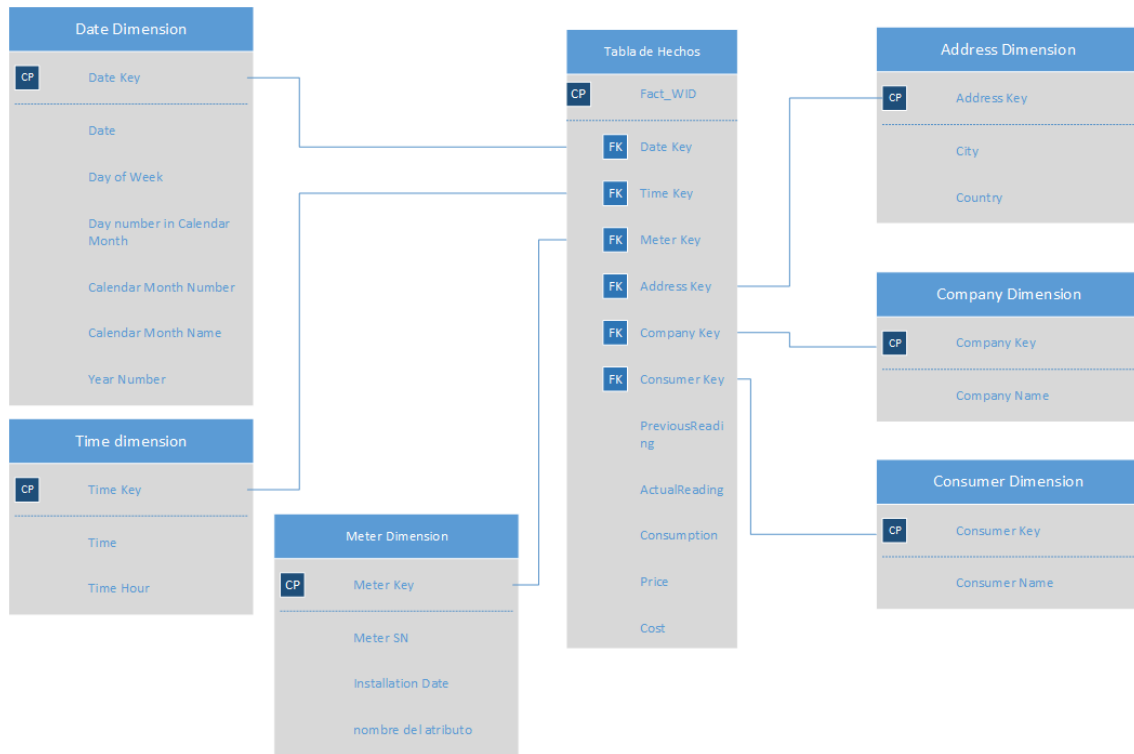 Date Dimension
CP Date Key
Date
Day of Week
Day number in Calendar
Month
Calendar Month Number
Calendar Month Name
Year Number
Time dimension
CP Time Key
Time
Time Hour
Meter Dimension
CP Meter Key
Meter SN
Installation Date
nombre del atributo
Tabla de Hechos
CP Fact_WID
FK Date Key
FK Time Key
FK Meter Key
FK Address Key
FK Company Key
FK Consumer Key
PreviousReadi
ng
ActualReading
Consumption
Price
Cost
Address Dimension
CP Address Key
City
Country
Company Dimension
CP Company Key
Company Name
Consumer Dimension
CP Consumer Key
Consumer Name